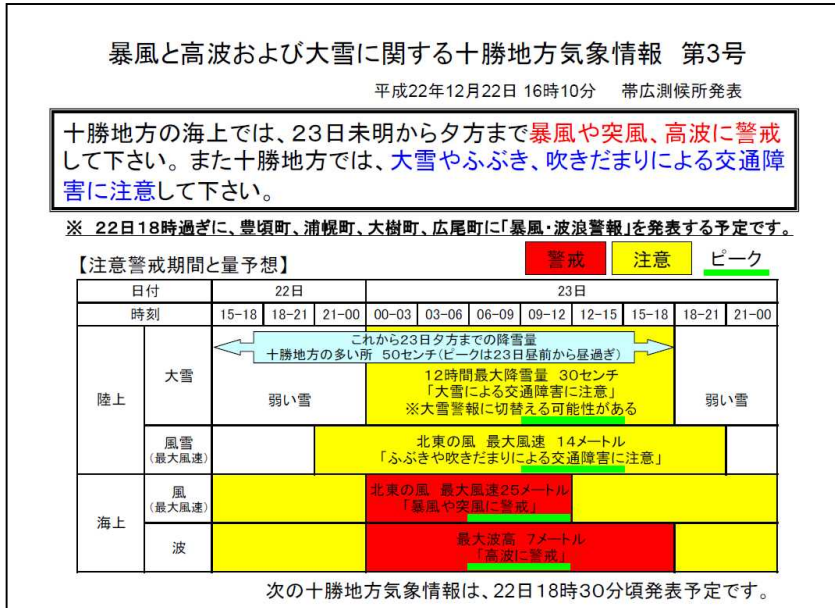 暴風と高波および大雪に関する十勝地方気象情報 第3号
平成22年12月22日 16時10分 帯広測候所発表
十勝地方の海上では、23日未明から夕方まで暴風や突風、高波に警戒
して下さい。また十勝地方では、大雪やふぶき、吹きだまりによる交通障
害に注意して下さい。
※ 22日18時過ぎに、豊頃町、浦幌町、大樹町、広尾町に「暴風・波浪警報」を発表する予定です。
【注意警戒期間と量予想】
警戒 注意 ピーク
日付 22日 23日
時刻 15-18 18-21 21-00 00-03 03-06 06-09 09-12 12-15 15-18 18-21 21-00
これから23日夕方までの降雪量
十勝地方の多い所 50センチ(ピークは23日昼前から昼過ぎ)
陸上
大雪
弱い雪
12時間最大降雪量 30センチ
「大雪による交通障害に注意」
※大雪警報に切替える可能性がある
弱い雪
風雪
(最大風速)
北東の風 最大風速 14メートル
「ふぶきや吹きだまりによる交通障害に注意」
海上
風
(最大風速)
北東の風 最大風速25メートル
「暴風や突風に警戒」
波
最大波高 7メートル
「高波に警戒」
次の十勝地方気象情報は、22日18時30分頃発表予定です。